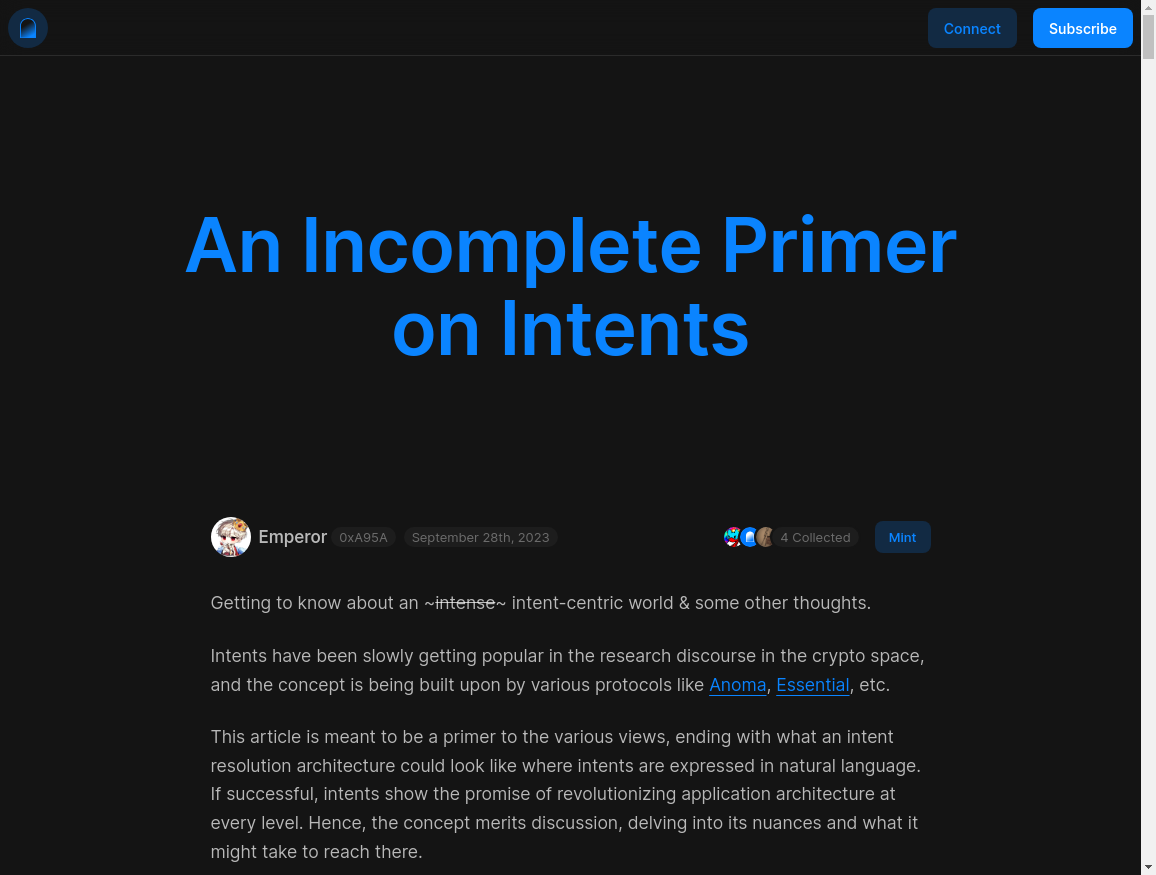 Connect
Subscribe
An Incomplete Primer
on Intents
Emperor
0xA95A
September 28th, 2023
4 Collected
Mint
Getting to know about an ~intense~ intent-centric world & some other thoughts.
Intents have been slowly getting popular in the research discourse in the crypto space,
and the concept is being built upon by various protocols like Anoma, Essential, etc.
This article is meant to be a primer to the various views, ending with what an intent
resolution architecture could look like where intents are expressed in natural language.
If successful, intents show the promise of revolutionizing application architecture at
every level. Hence, the concept merits discussion, delving into its nuances and what it
might take to reach there.